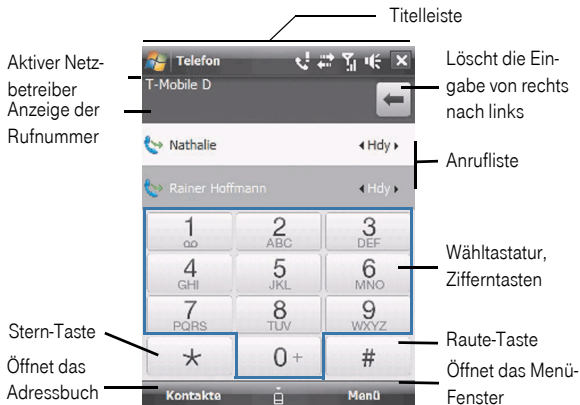 Titelleiste
Aktiver Netz-
betreiber
Anzeige der
Rufnummer
Telefon
T-Mobile D
Löscht die Ein-
gabe von rechts
nach links
Nathalie
Hdy
Rainer Hoffmann
Hdy
Anrufliste
1
2
ABC
3
DEF
4
GHI
5
JKL
6
MNO
7
PQRS
8
TUV
9
WXYZ
Wähltastatur,
Zifferntasten
Stern-Taste
*
0 +
#
Raute-Taste
Öffnet das
Adressbuch
Kontakte
Menü
Öffnet das Menü-
Fenster